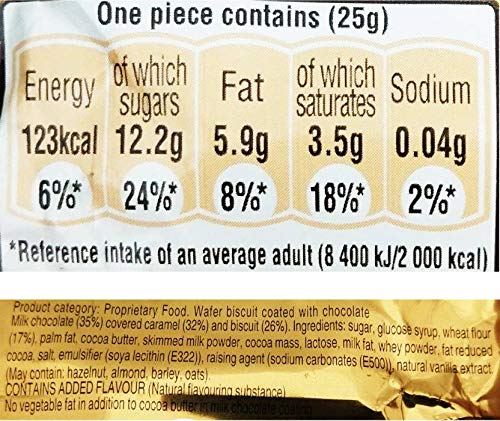 One piece contains (25g)
Energy of which sugars Fat of which saturates Sodium
123kcal 12.2g 5.9g 3.5g 0.04g
6%* 24%* 8%* 18%* 2%*
*Reference intake of an average adult (8 400 kJ/2 000 kcal)
Product category: Proprietary Food. Wafer biscuit coated with chocolate
Milk chocolate (35%) covered caramel (32%) and biscuit (26%). Ingredients: sugar, glucose syrup, wheat flour
(17%), palm fat, cocoa butter, skimmed milk powder, cocoa mass, lactose, milk fat, whey powder, fat reduced
cocoa, salt, emulsifier (soya lecithin (E322)), raising agent (sodium carbonates (E500)), natural vanilla extract.
(May contain: hazelnut, almond, barley, oats).
CONTAINS ADDED FLAVOUR (Natural flavouring substance)
No vegetable fat in addition to cocoa butter in milk chocolate coating